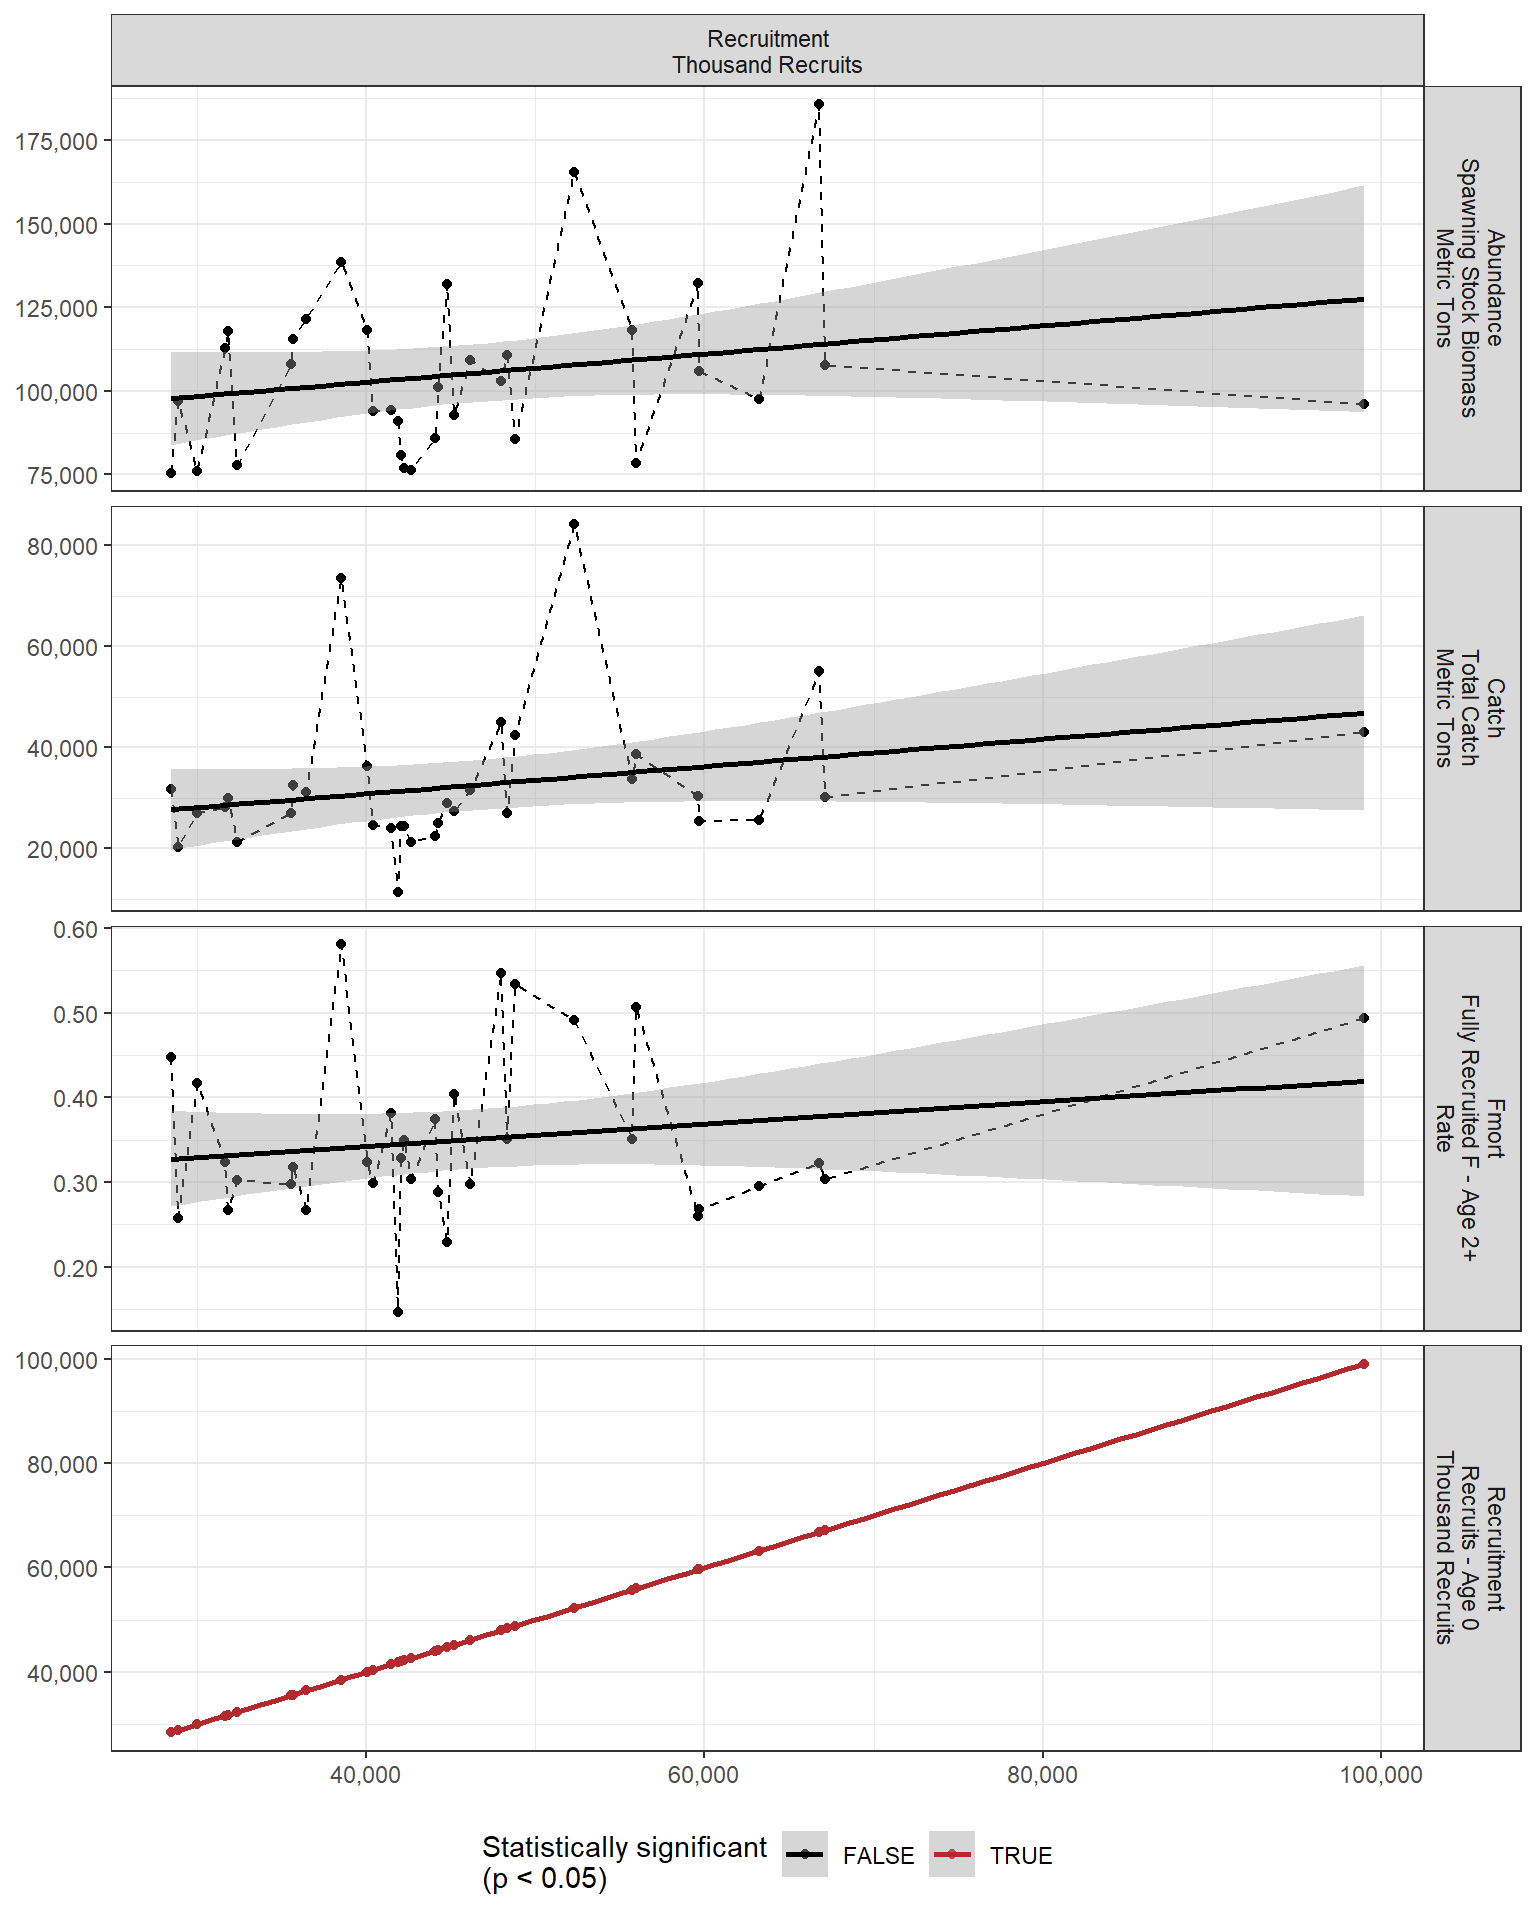 Recruitment
Thousand Recruits
175,000
150,000
125,000
100,000
75,000
Abundance
Spawning Stock Biomass
Metric Tons
80,000
60,000
40,000
20,000
Catch
Total Catch
Metric Tons
0.60
0.50
0.40
0.30
0.20
Fmort
Fully Recruited F - Age 2+
Rate
100,000
80,000
60,000
40,000
Recruitment
Recruits - Age 0
Thousand Recruits
40,000
60,000
80,000
100,000
Statistically significant
(p < 0.05)
FALSE
TRUE